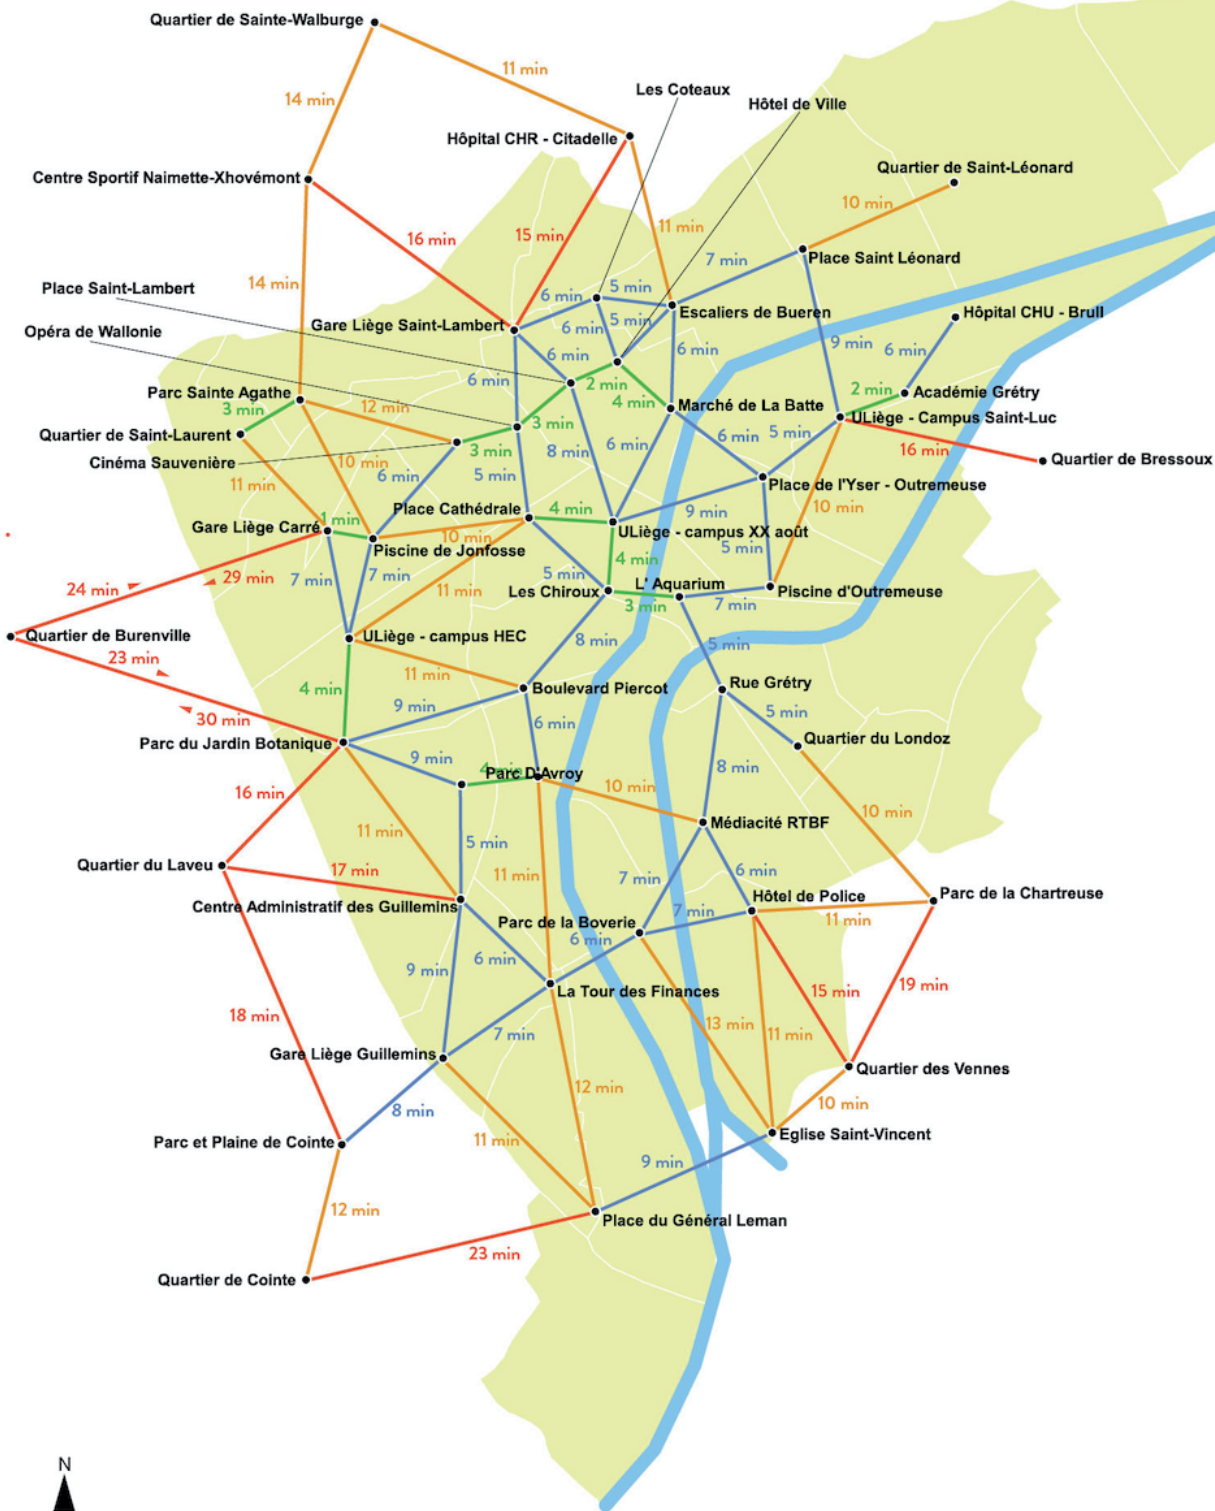 Quartier de Sainte-Walburge
11 min
14 min
Les Coteaux
Hôtel de Ville
Hôpital CHR - Citadelle
Quartier de Saint-Léonard
Centre Sportif Naimette-Xhovémont
10 min
16 min
15 min
11 min
7 min
Place Saint Léonard
14 min
Place Saint-Lambert
5 min
6 min
Escaliers de Bueren
Hôpital CHU - Brull
Opéra de Wallonie
Gare Liège Saint-Lambert
6 min
5 min
6 min
6 min
9 min
6 min
6 min
2 min
2 min
Académie Grétry
Parc Sainte Agathe
3 min
12 min
4 min
Marché de La Batte
ULiège - Campus Saint-Luc
Quartier de Saint-Laurent
3 min
5 min
6 min
6 min
16 min
Cinéma Sauvenière
3 min
8 min
Quartier de Bressoux
10 min
6 min
5 min
Place de l'Yser - Outremeuse
11 min
Place Cathédrale
4 min
9 min
10 min
Gare Liège Carré
1 min
10 min
ULiège - campus XX août
Piscine de Jonfosse
4 min
5 min
24 min
29 min
7 min
7 min
11 min
5 min
Les Chiroux
L' Aquarium
3 min
7 min
Piscine d'Outremeuse
Quartier de Burenville
ULiège - campus HEC
8 min
5 min
23 min
4 min
11 min
Boulevard Piercot
Rue Grétry
30 min
9 min
6 min
5 min
Parc du Jardin Botanique
Quartier du Londoz
9 min
4 min
Parc D'Avroy
10 min
8 min
16 min
10 min
11 min
5 min
Médiacité RTBF
Quartier du Laveu
17 min
11 min
7 min
6 min
Centre Administratif des Guillemins
Hôtel de Police
Parc de la Chartreuse
Parc de la Boverie
7 min
11 min
6 min
9 min
6 min
La Tour des Finances
15 min
19 min
18 min
7 min
13 min
11 min
Gare Liège Guillemins
Quartier des Vennes
12 min
10 min
8 min
Parc et Plaine de Cointe
11 min
Eglise Saint-Vincent
9 min
12 min
Place du Général Leman
23 min
Quartier de Cointe
N